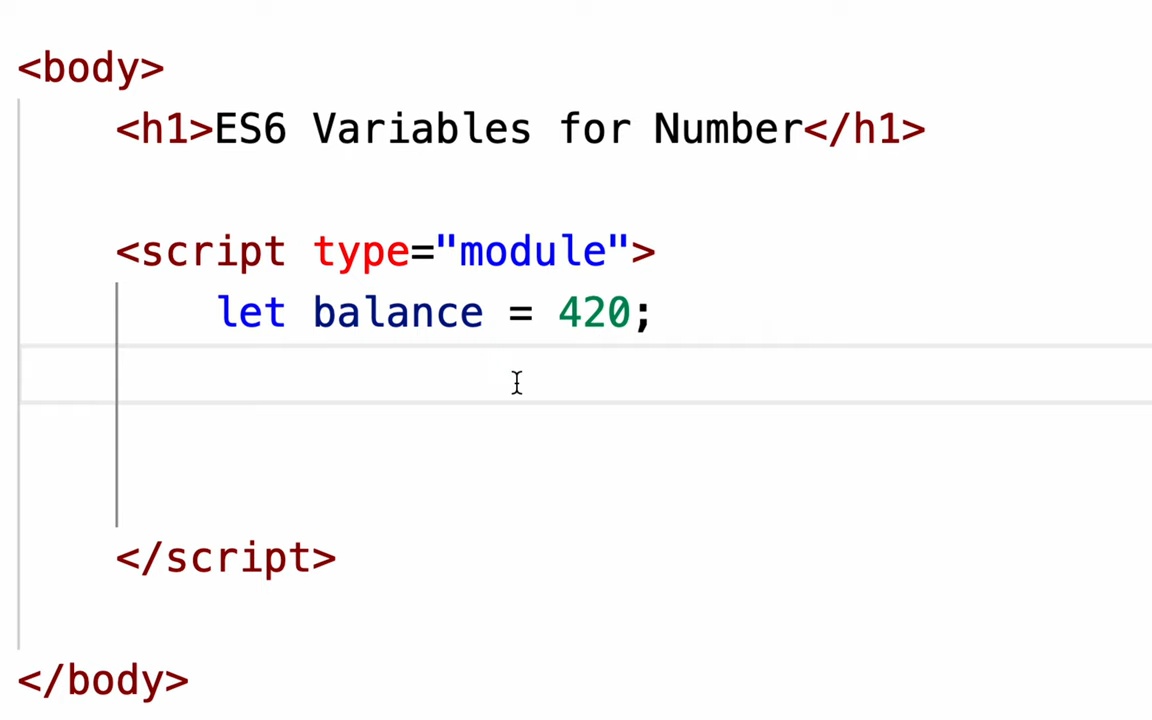 <body>
<h1>ES6 Variables for Number</h1>
<script type="module">
let balance = 420;
</script>
</body>